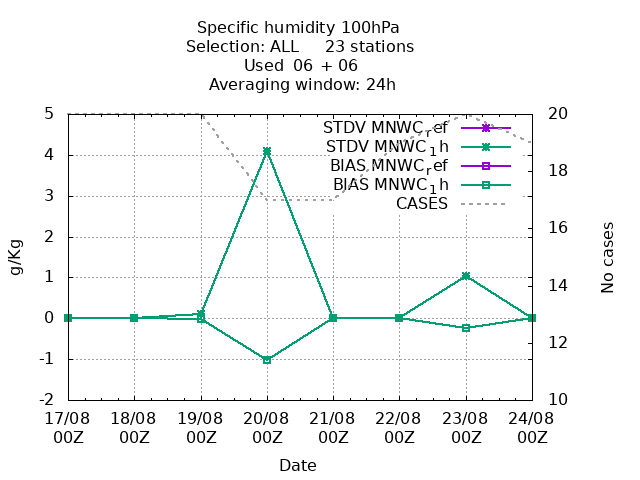 Specific humidity 100hPa
Selection: ALL 23 stations
Used 06 + 06
Averaging window: 24h
5 20
STDV MNWC_ref
4 STDV MNWC_1h
18
BIAS MNWC_ref
3 BIAS MNWC_1h
CASES
2 16
g/Kg No cases
1 14
0
12
-1
-2 10
17/08 18/08 19/08 20/08 21/08 22/08 23/08 24/08
00Z 00Z 00Z 00Z 00Z 00Z 00Z 00Z
Date